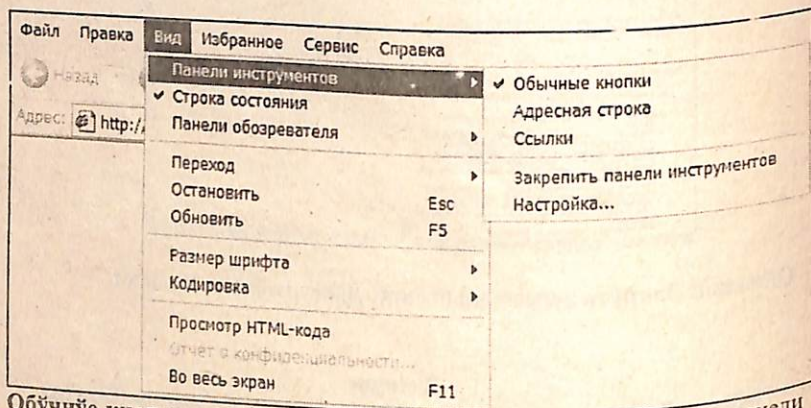 Файл Правка Вид Избранное Сервис Справка
Назад
Адрес: http:/
Панели инструментов
✔ Строка состояния
Панели обозревателя
Переход
Остановить Esc
Обновить F5
Размер шрифта
Кодировка
Просмотр HTML-кода
Отчет о конфиденциальности...
Во весь экран F11
✔ Обычные кнопки
Адресная строка
Ссылки
Закрепить панели инструментов
Настройка...